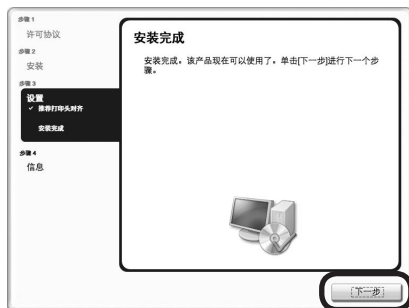 步骤 1
许可协议
步骤 2
安装
步骤 3
设置
✓ 推荐打印头对齐
安装完成
步骤 4
信息
安装完成
安装完成。该产品现在可以使用了。单击[下一步]进行下一个步
骤。
[下一步]